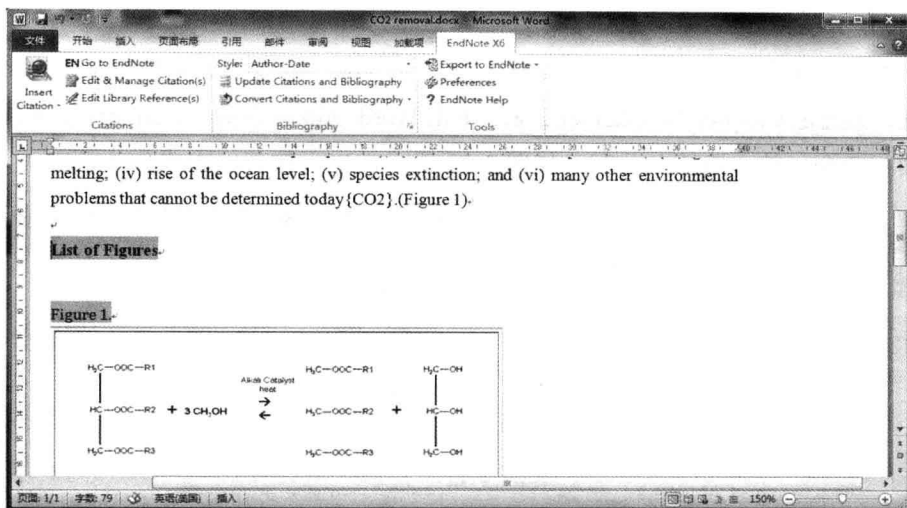 CO2 removal.docx - Microsoft Word
文件 开始 插入 页面布局 引用 邮件 审阅 视图 加载项 EndNote X6
EN Go to EndNote Style: Author-Date Export to EndNote
Insert Citation Edit & Manage Citation(s) Update Citations and Bibliography Preferences
Edit Library Reference(s) Convert Citations and Bibliography ? EndNote Help
Citations Bibliography Tools
melting; (iv) rise of the ocean level; (v) species extinction; and (vi) many other environmental
problems that cannot be determined today{CO2}.(Figure 1)
List of Figures
Figure 1.
H₂C—OOC—R1 H₃C—OOC—R1 H₂C—OH
Alkali Catalyst
heat
HC—OOC—R2 + 3 CH₃OH H₃C—OOC—R2 + HC—OH
H₂C—OOC—R3 H₃C—OOC—R3 H₂C—OH
页面: 1/1 字数: 79 英语(美国) 插入 150%